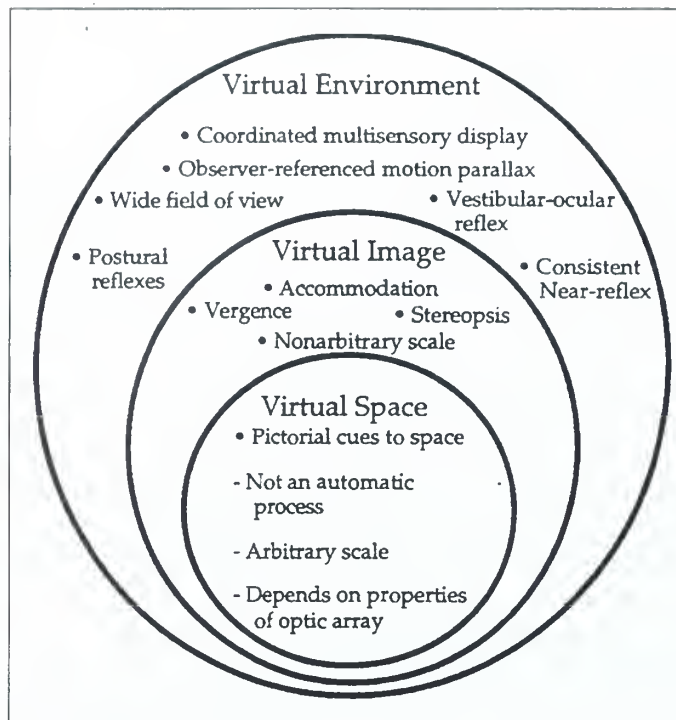 Virtual Environment
• Coordinated multisensory display
• Observer-referenced motion parallax
• Wide field of view
• Vestibular-ocular
reflex
• Postural
reflexes
• Consistent
Near-reflex
Virtual Image
• Accommodation
• Vergence
• Stereopsis
• Nonarbitrary scale
Virtual Space
• Pictorial cues to space
- Not an automatic
process
- Arbitrary scale
- Depends on properties
of optic array